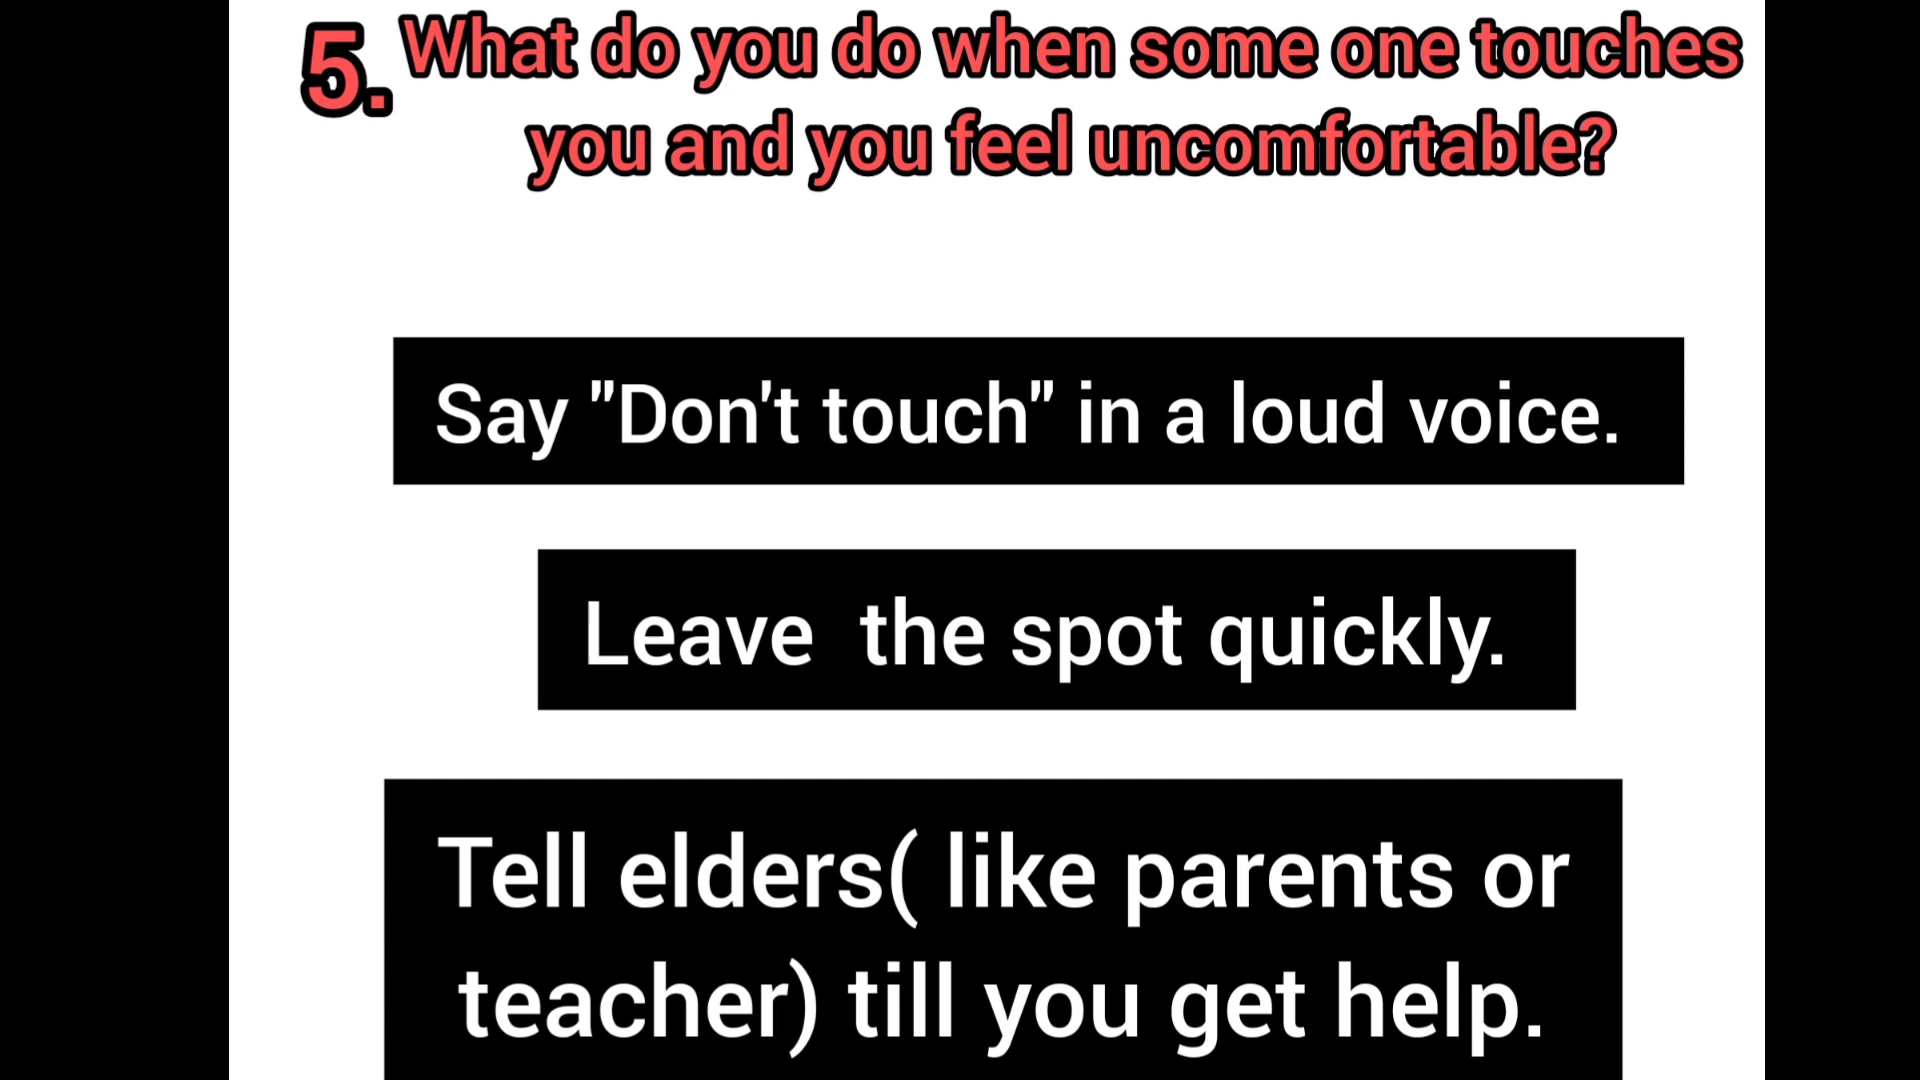 5. What do you do when some one touches
you and you feel uncomfortable?
Say "Don't touch" in a loud voice.
Leave  the spot quickly.
Tell elders( like parents or
teacher) till you get help.